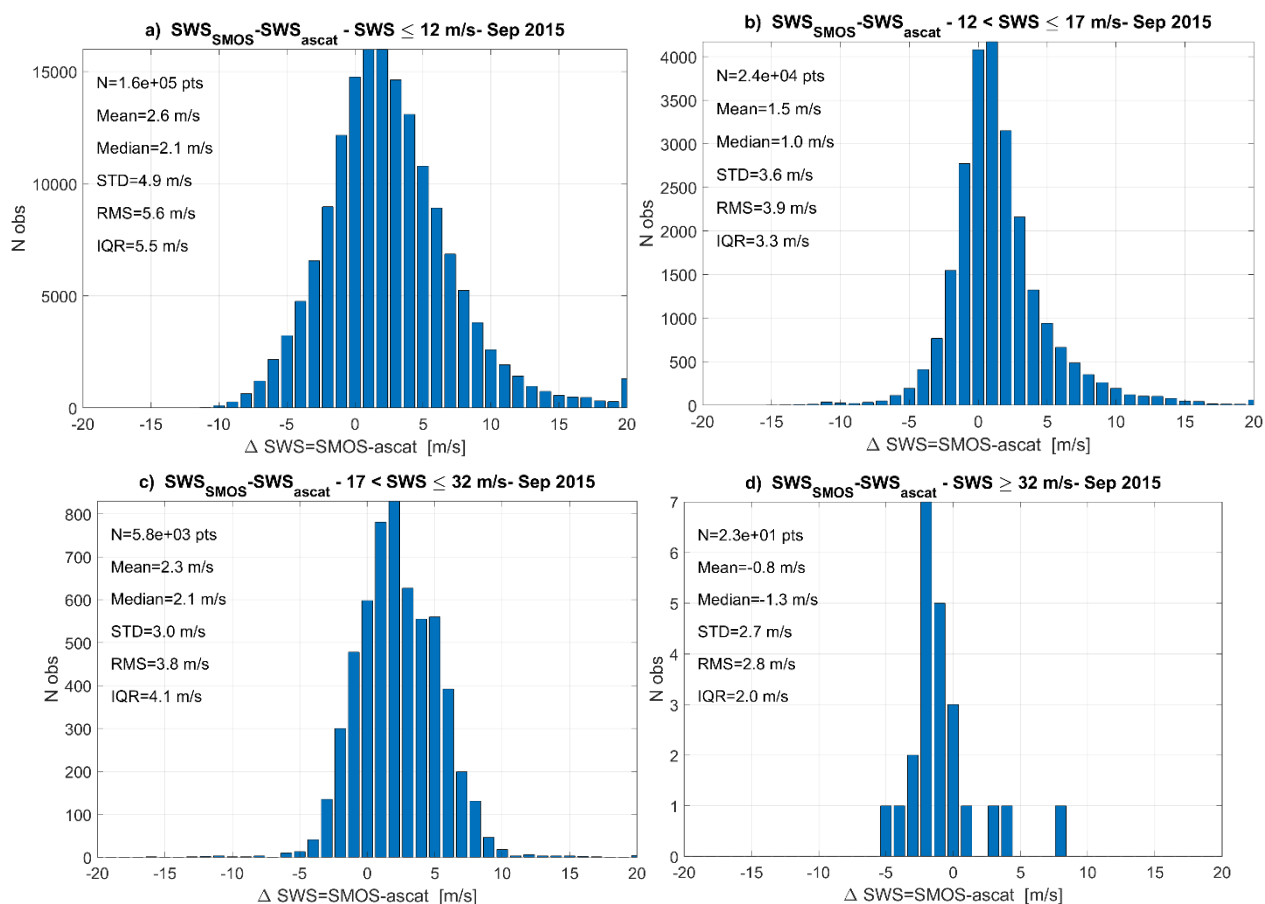 a) SWS_SMOS-SWS_ascat - SWS ≤ 12 m/s- Sep 2015
N=1.6e+05 pts
Mean=2.6 m/s
Median=2.1 m/s
STD=4.9 m/s
RMS=5.6 m/s
IQR=5.5 m/s
N obs
15000
10000
5000
0
-20 -15 -10 -5 0 5 10 15 20
Δ SWS=SMOS-ascat [m/s]
b) SWS_SMOS-SWS_ascat - 12 < SWS ≤ 17 m/s- Sep 2015
N=2.4e+04 pts
Mean=1.5 m/s
Median=1.0 m/s
STD=3.6 m/s
RMS=3.9 m/s
IQR=3.3 m/s
N obs
4000
3500
3000
2500
2000
1500
1000
500
0
-20 -15 -10 -5 0 5 10 15 20
Δ SWS=SMOS-ascat [m/s]
c) SWS_SMOS-SWS_ascat - 17 < SWS ≤ 32 m/s- Sep 2015
N=5.8e+03 pts
Mean=2.3 m/s
Median=2.1 m/s
STD=3.0 m/s
RMS=3.8 m/s
IQR=4.1 m/s
N obs
800
700
600
500
400
300
200
100
0
-20 -15 -10 -5 0 5 10 15 20
Δ SWS=SMOS-ascat [m/s]
d) SWS_SMOS-SWS_ascat - SWS ≥ 32 m/s- Sep 2015
N=2.3e+01 pts
Mean=-0.8 m/s
Median=-1.3 m/s
STD=2.7 m/s
RMS=2.8 m/s
IQR=2.0 m/s
N obs
7
6
5
4
3
2
1
0
-20 -15 -10 -5 0 5 10 15 20
Δ SWS=SMOS-ascat [m/s]